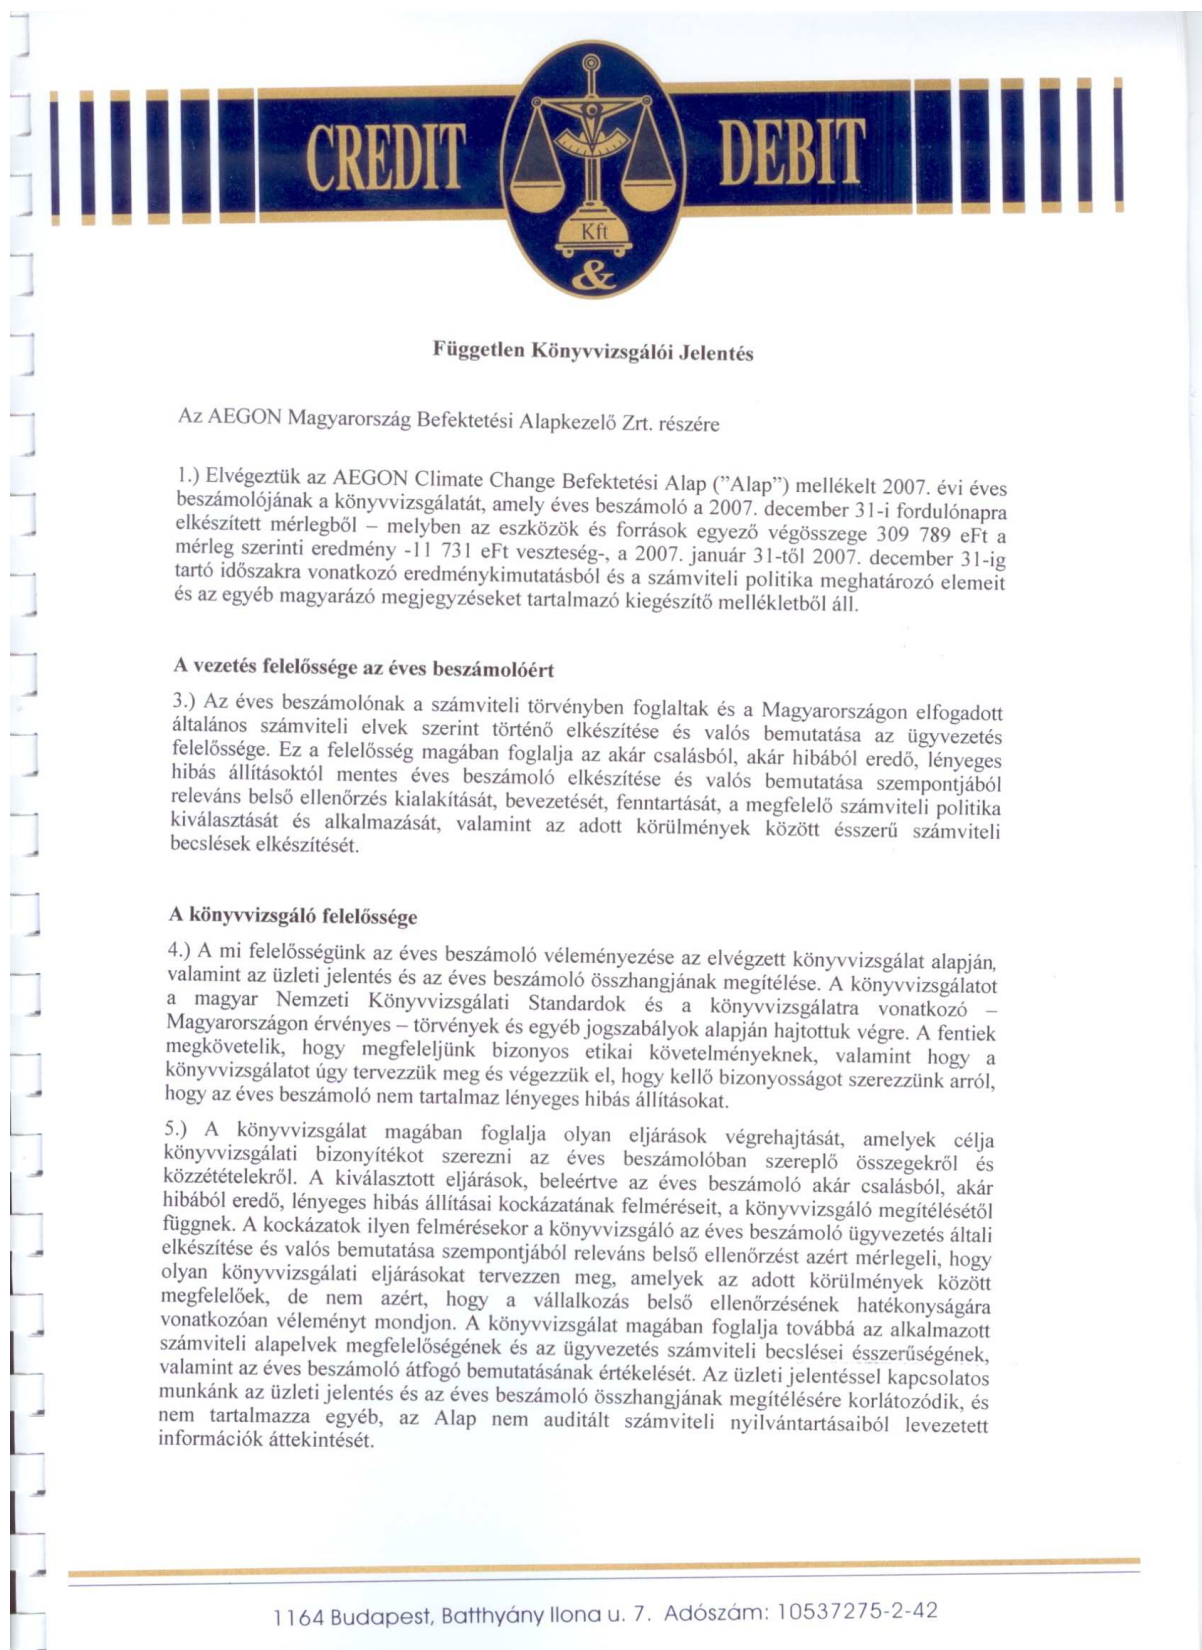 CREDIT
DEBIT
Kft
&
Független Könyvvizsgálói Jelentés
Az AEGON Magyarország Befektetési Alapkezelő Zrt. részére
1.) Elvégeztük az AEGON Climate Change Befektetési Alap (”Alap”) mellékelt 2007. évi éves
beszámolójának a könyvvizsgálatát, amely éves beszámoló a 2007. december 31-i fordulónapra
elkészített mérlegből – melyben az eszközök és források egyező végösszege 309 789 eFt a
mérleg szerinti eredmény -11 731 eFt veszteség-, a 2007. január 31-től 2007. december 31-ig
tartó időszakra vonatkozó eredménykimutatásból és a számviteli politika meghatározó elemeit
és az egyéb magyarázó megjegyzéseket tartalmazó kiegészítő mellékletből áll.
A vezetés felelőssége az éves beszámolóért
3.) Az éves beszámolónak a számviteli törvényben foglaltak és a Magyarországon elfogadott
általános számviteli elvek szerint történő elkészítése és valós bemutatása az ügyvezetés
felelőssége. Ez a felelősség magában foglalja az akár csalásból, akár hibából eredő, lényeges
hibás állításoktól mentes éves beszámoló elkészítése és valós bemutatása szempontjából
releváns belső ellenőrzés kialakítását, bevezetését, fenntartását, a megfelelő számviteli politika
kiválasztását és alkalmazását, valamint az adott körülmények között ésszerű számviteli
becslések elkészítését.
A könyvvizsgáló felelőssége
4.) A mi felelősségünk az éves beszámoló véleményezése az elvégzett könyvvizsgálat alapján,
valamint az üzleti jelentés és az éves beszámoló összhangjának megítélése. A könyvvizsgálatot
a magyar Nemzeti Könyvvizsgálati Standardok és a könyvvizsgálatra vonatkozó –
Magyarországon érvényes – törvények és egyéb jogszabályok alapján hajtottuk végre. A fentiek
megkövetelik, hogy megfeleljünk bizonyos etikai követelményeknek, valamint hogy a
könyvvizsgálatot úgy tervezzük meg és végezzük el, hogy kellő bizonyosságot szerezzünk arról,
hogy az éves beszámoló nem tartalmaz lényeges hibás állításokat.
5.) A könyvvizsgálat magában foglalja olyan eljárások végrehajtását, amelyek célja
könyvvizsgálati bizonyítékot szerezni az éves beszámolóban szereplő összegekről és
közzétételekről. A kiválasztott eljárások, beleértve az éves beszámoló akár csalásból, akár
hibából eredő, lényeges hibás állításai kockázatának felméréseit, a könyvvizsgáló megítélésétől
függnek. A kockázatok ilyen felmérésekor a könyvvizsgáló az éves beszámoló ügyvezetés általi
elkészítése és valós bemutatása szempontjából releváns belső ellenőrzést azért mérlegeli, hogy
olyan könyvvizsgálati eljárásokat tervezzen meg, amelyek az adott körülmények között
megfelelőek, de nem azért, hogy a vállalkozás belső ellenőrzésének hatékonyságára
vonatkozóan véleményt mondjon. A könyvvizsgálat magában foglalja továbbá az alkalmazott
számviteli alapelvek megfelelőségének és az ügyvezetés számviteli becslései ésszerűségének,
valamint az éves beszámoló átfogó bemutatásának értékelését. Az üzleti jelentéssel kapcsolatos
munkánk az üzleti jelentés és az éves beszámoló összhangjának megítélésére korlátozódik, és
nem tartalmazza egyéb, az Alap nem auditált számviteli nyilvántartásaiból levezetett
információk áttekintését.
1164 Budapest, Batthyány Ilona u. 7. Adószám: 10537275-2-42